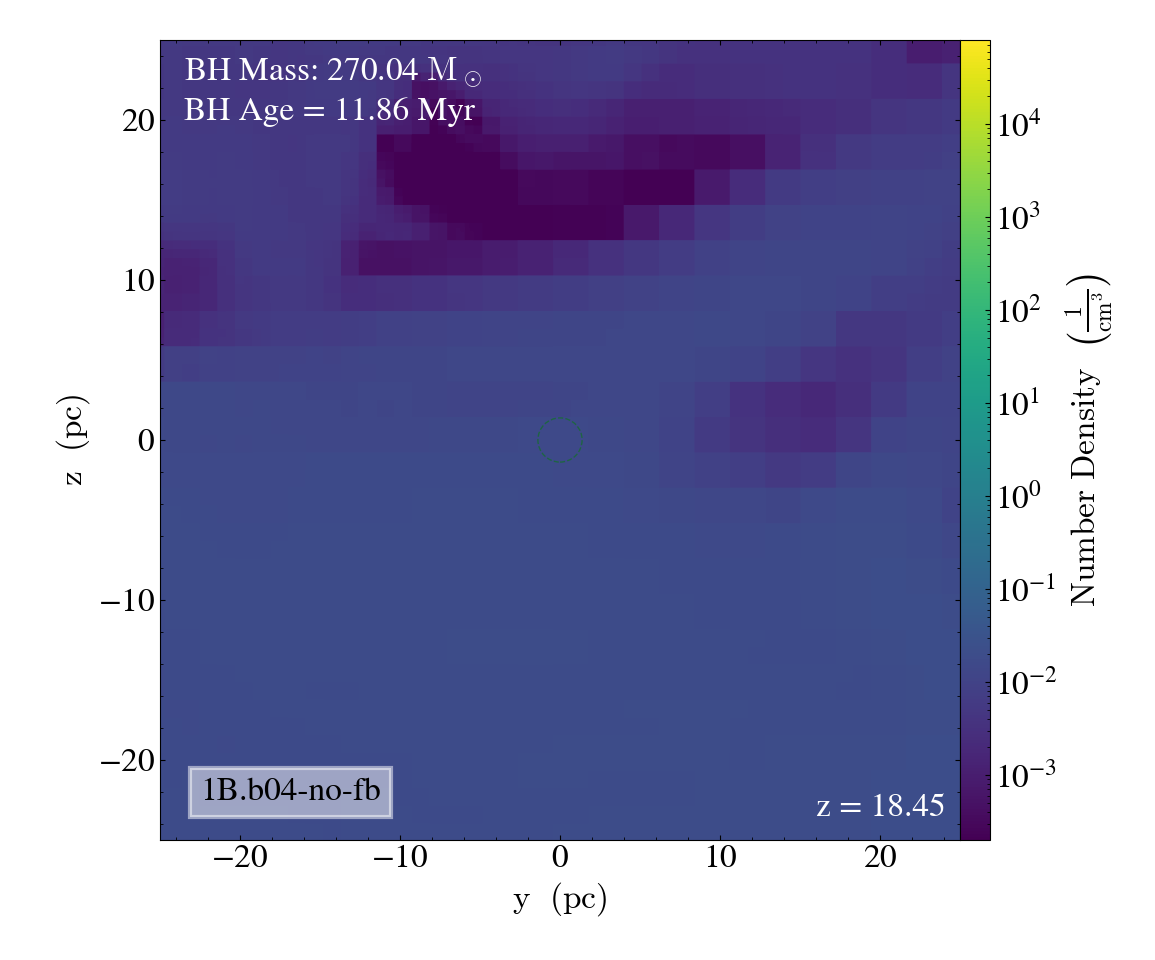 BH Mass: 270.04 M⊙
BH Age = 11.86 Myr
20
10
0
−10
−20
z (pc)
1B.b04-no-fb
z = 18.45
−20 −10 0 10 20
y (pc)
10⁴
10³
10²
10¹
10⁰
10⁻¹
10⁻²
10⁻³
Number Density (1/cm³)